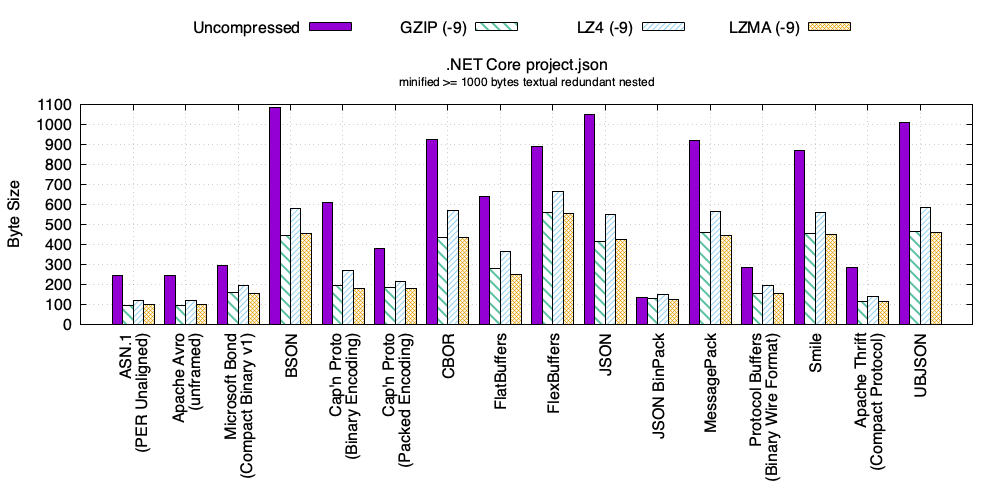 Uncompressed GZIP (-9) LZ4 (-9) LZMA (-9)
.NET Core project.json
minified >= 1000 bytes textual redundant nested
Byte Size
1100
1000
900
800
700
600
500
400
300
200
100
0
ASN.1
(PER Unaligned)
Apache Avro
(unframed)
Microsoft Bond
(Compact Binary v1)
BSON
Cap'n Proto
(Binary Encoding)
Cap'n Proto
(Packed Encoding)
CBOR
FlatBuffers
FlexBuffers
JSON
JSON BinPack
MessagePack
Protocol Buffers
(Binary Wire Format)
Smile
Apache Thrift
(Compact Protocol)
UBJSON